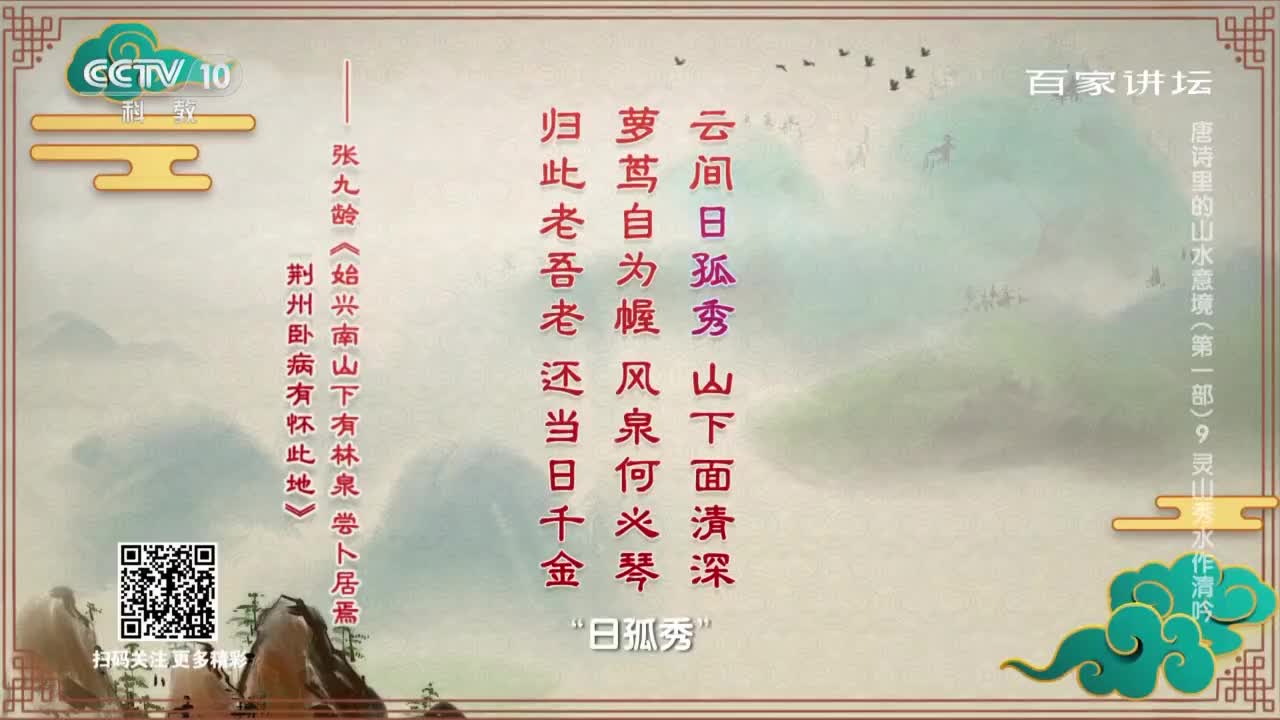 CCTV 10
科教
百家讲坛
唐诗里的山水意境（第一部）9 灵山秀水作清吟
云间日孤秀 山下面清深
萝茑自为幄 风泉何必琴
归此老吾老 还当日千金
——张九龄《始兴南山下有林泉 尝卜居焉
荆州卧病有怀此地》
“日孤秀”
扫码关注,更多精彩